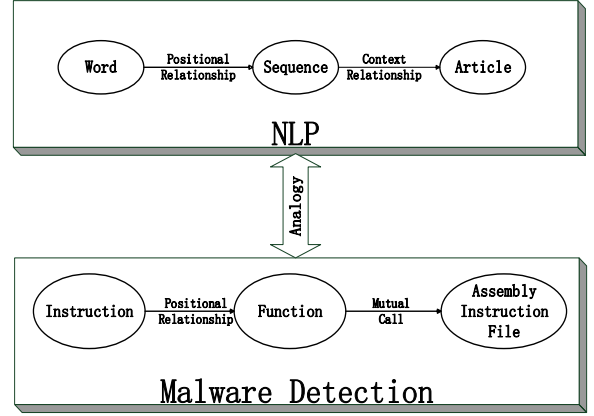 Word
Positional
Relationship
Sequence
Context
Relationship
Article
NLP
Analogy
Instruction
Positional
Relationship
Function
Mutual
Call
Assembly
Instruction
File
Malware Detection